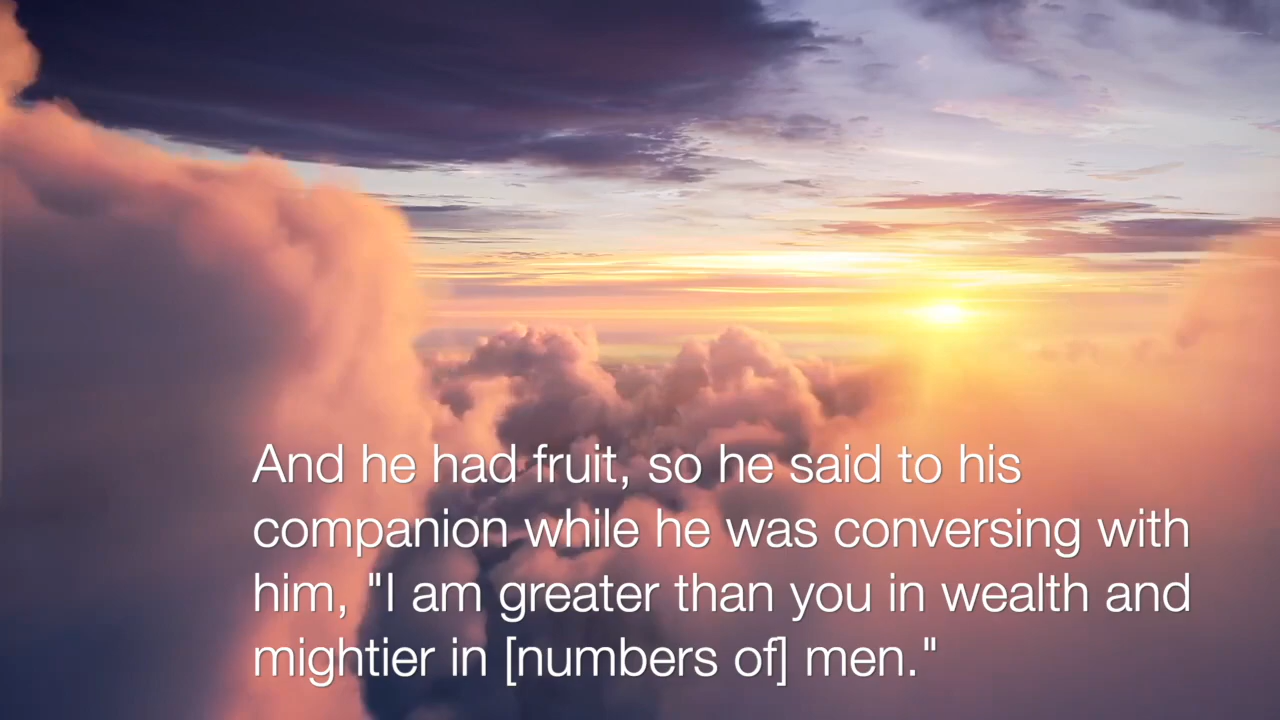 And he had fruit, so he said to his
companion while he was conversing with
him, "I am greater than you in wealth and
mightier in [numbers of] men."